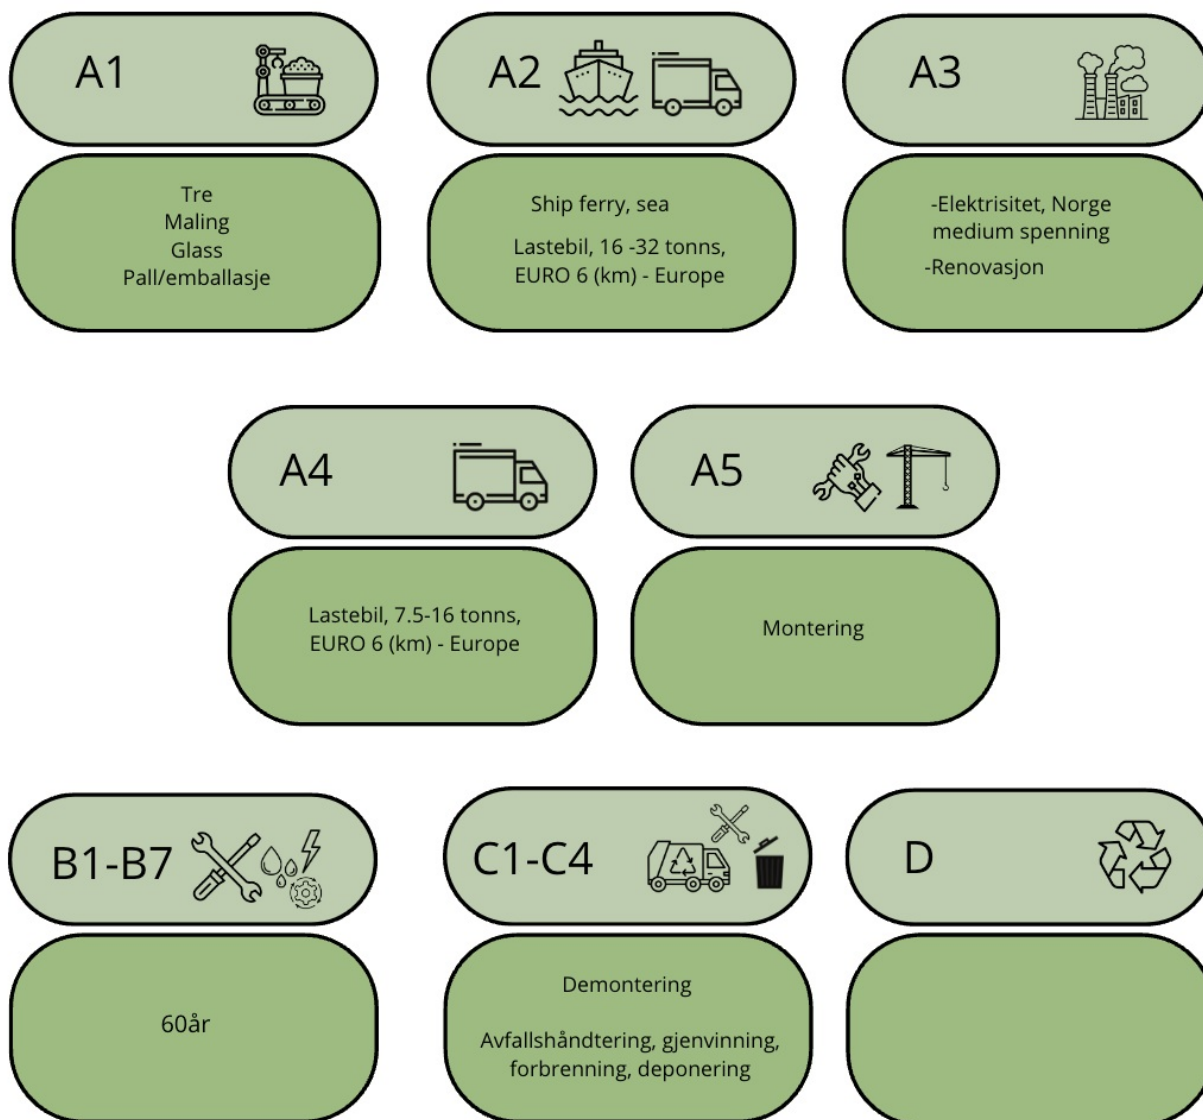 A1
A2
A3
Tre
Maling
Glass
Pall/emballasje
Ship ferry, sea
Lastebil, 16 -32 tonns,
EURO 6 (km) - Europe
-Elektrisitet, Norge
medium spenning
-Renovasjon
A4
A5
Lastebil, 7.5-16 tonns,
EURO 6 (km) - Europe
Montering
B1-B7
C1-C4
D
60år
Demontering
Avfallshåndtering, gjenvinning,
forbrenning, deponering